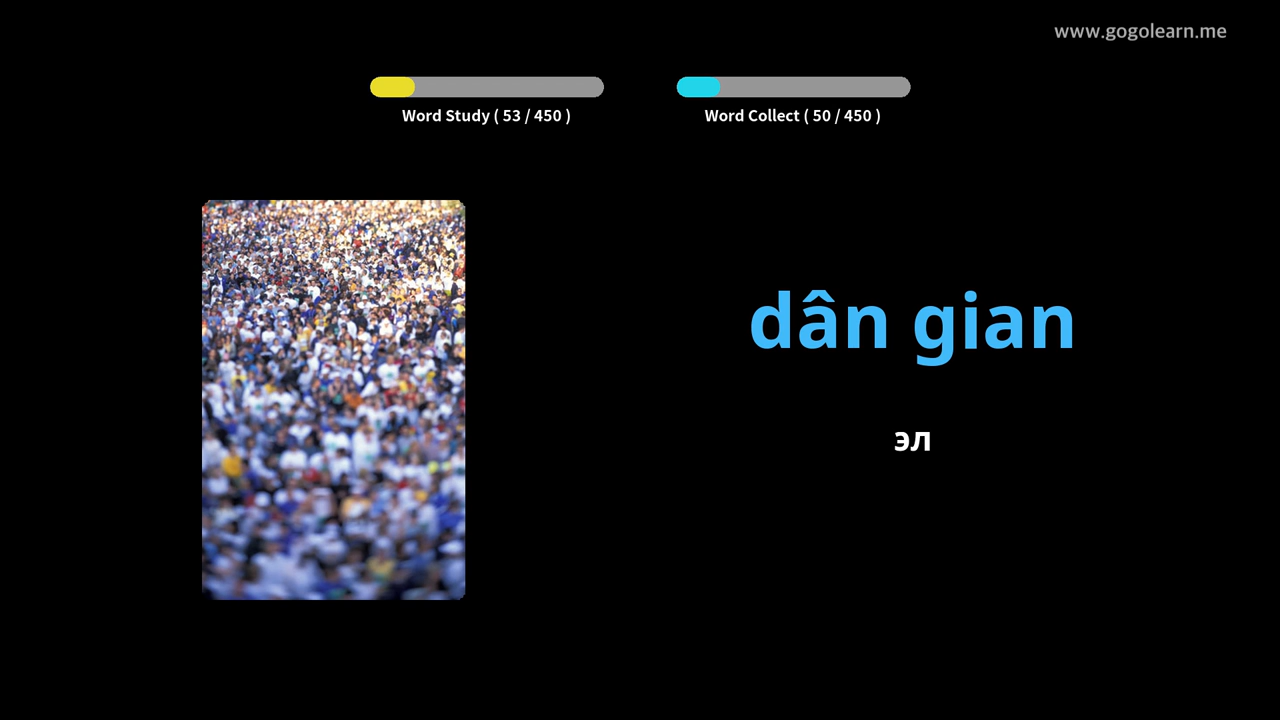 www.gogolearn.me
Word Study ( 53 / 450 )
Word Collect ( 50 / 450 )
dân gian
эл